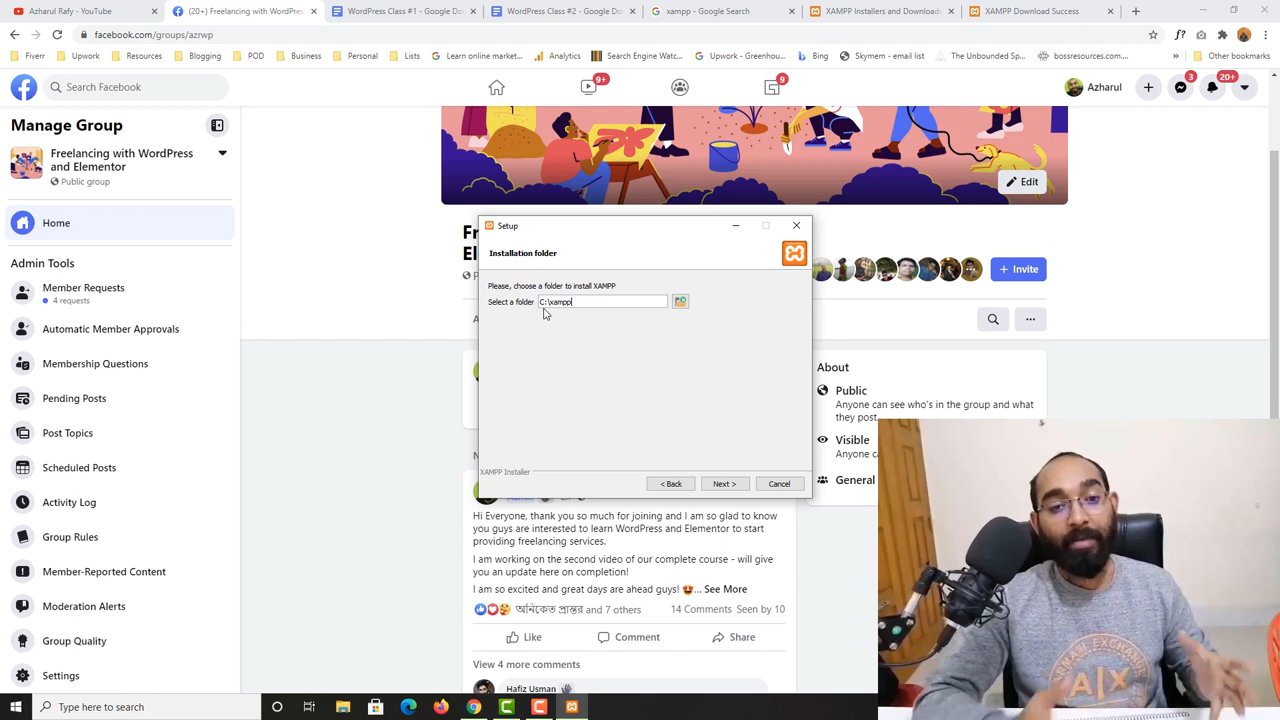 Azharul Rafy - YouTube
(20+) Freelancing with WordPres
WordPress Class #1 - Google Do
WordPress Class #2 - Google Do
xampp - Google Search
XAMPP Installers and Download
XAMPP Download Success
facebook.com/groups/azrwp
Fiverr
Upwork
Resources
Blogging
POD
Business
Personal
Lists
Learn online market...
Analytics
Search Engine Watc...
Upwork - Greenhou...
Bing
Skymem - email list
The Unbounded Sp...
bossresources.com...
Other bookmarks
Search Facebook
9+
9
Azharul
3
20+
Manage Group
Freelancing with WordPress
and Elementor
Public group
Home
Admin Tools
Member Requests
4 requests
Automatic Member Approvals
Membership Questions
Pending Posts
Post Topics
Scheduled Posts
Activity Log
Group Rules
Member-Reported Content
Moderation Alerts
Group Quality
Settings
Edit
Invite
Setup
Installation folder
Please, choose a folder to install XAMPP
Select a folder C:\xampp
XAMPP Installer
< Back
Next >
Cancel
About
Public
Anyone can see who's in the group and what
they post.
Visible
Anyone ca
General
Hi Everyone, thank you so much for joining and I am so glad to know
you guys are interested to learn WordPress and Elementor to start
providing freelancing services.
I am working on the second video of our complete course - will give
you an update here on completion!
I am so excited and great days are ahead guys! 🤩... See More
অনিকেত প্রান্তর and 7 others
14 Comments Seen by 10
Like
Comment
Share
View 4 more comments
Hafiz Usman
Type here to search